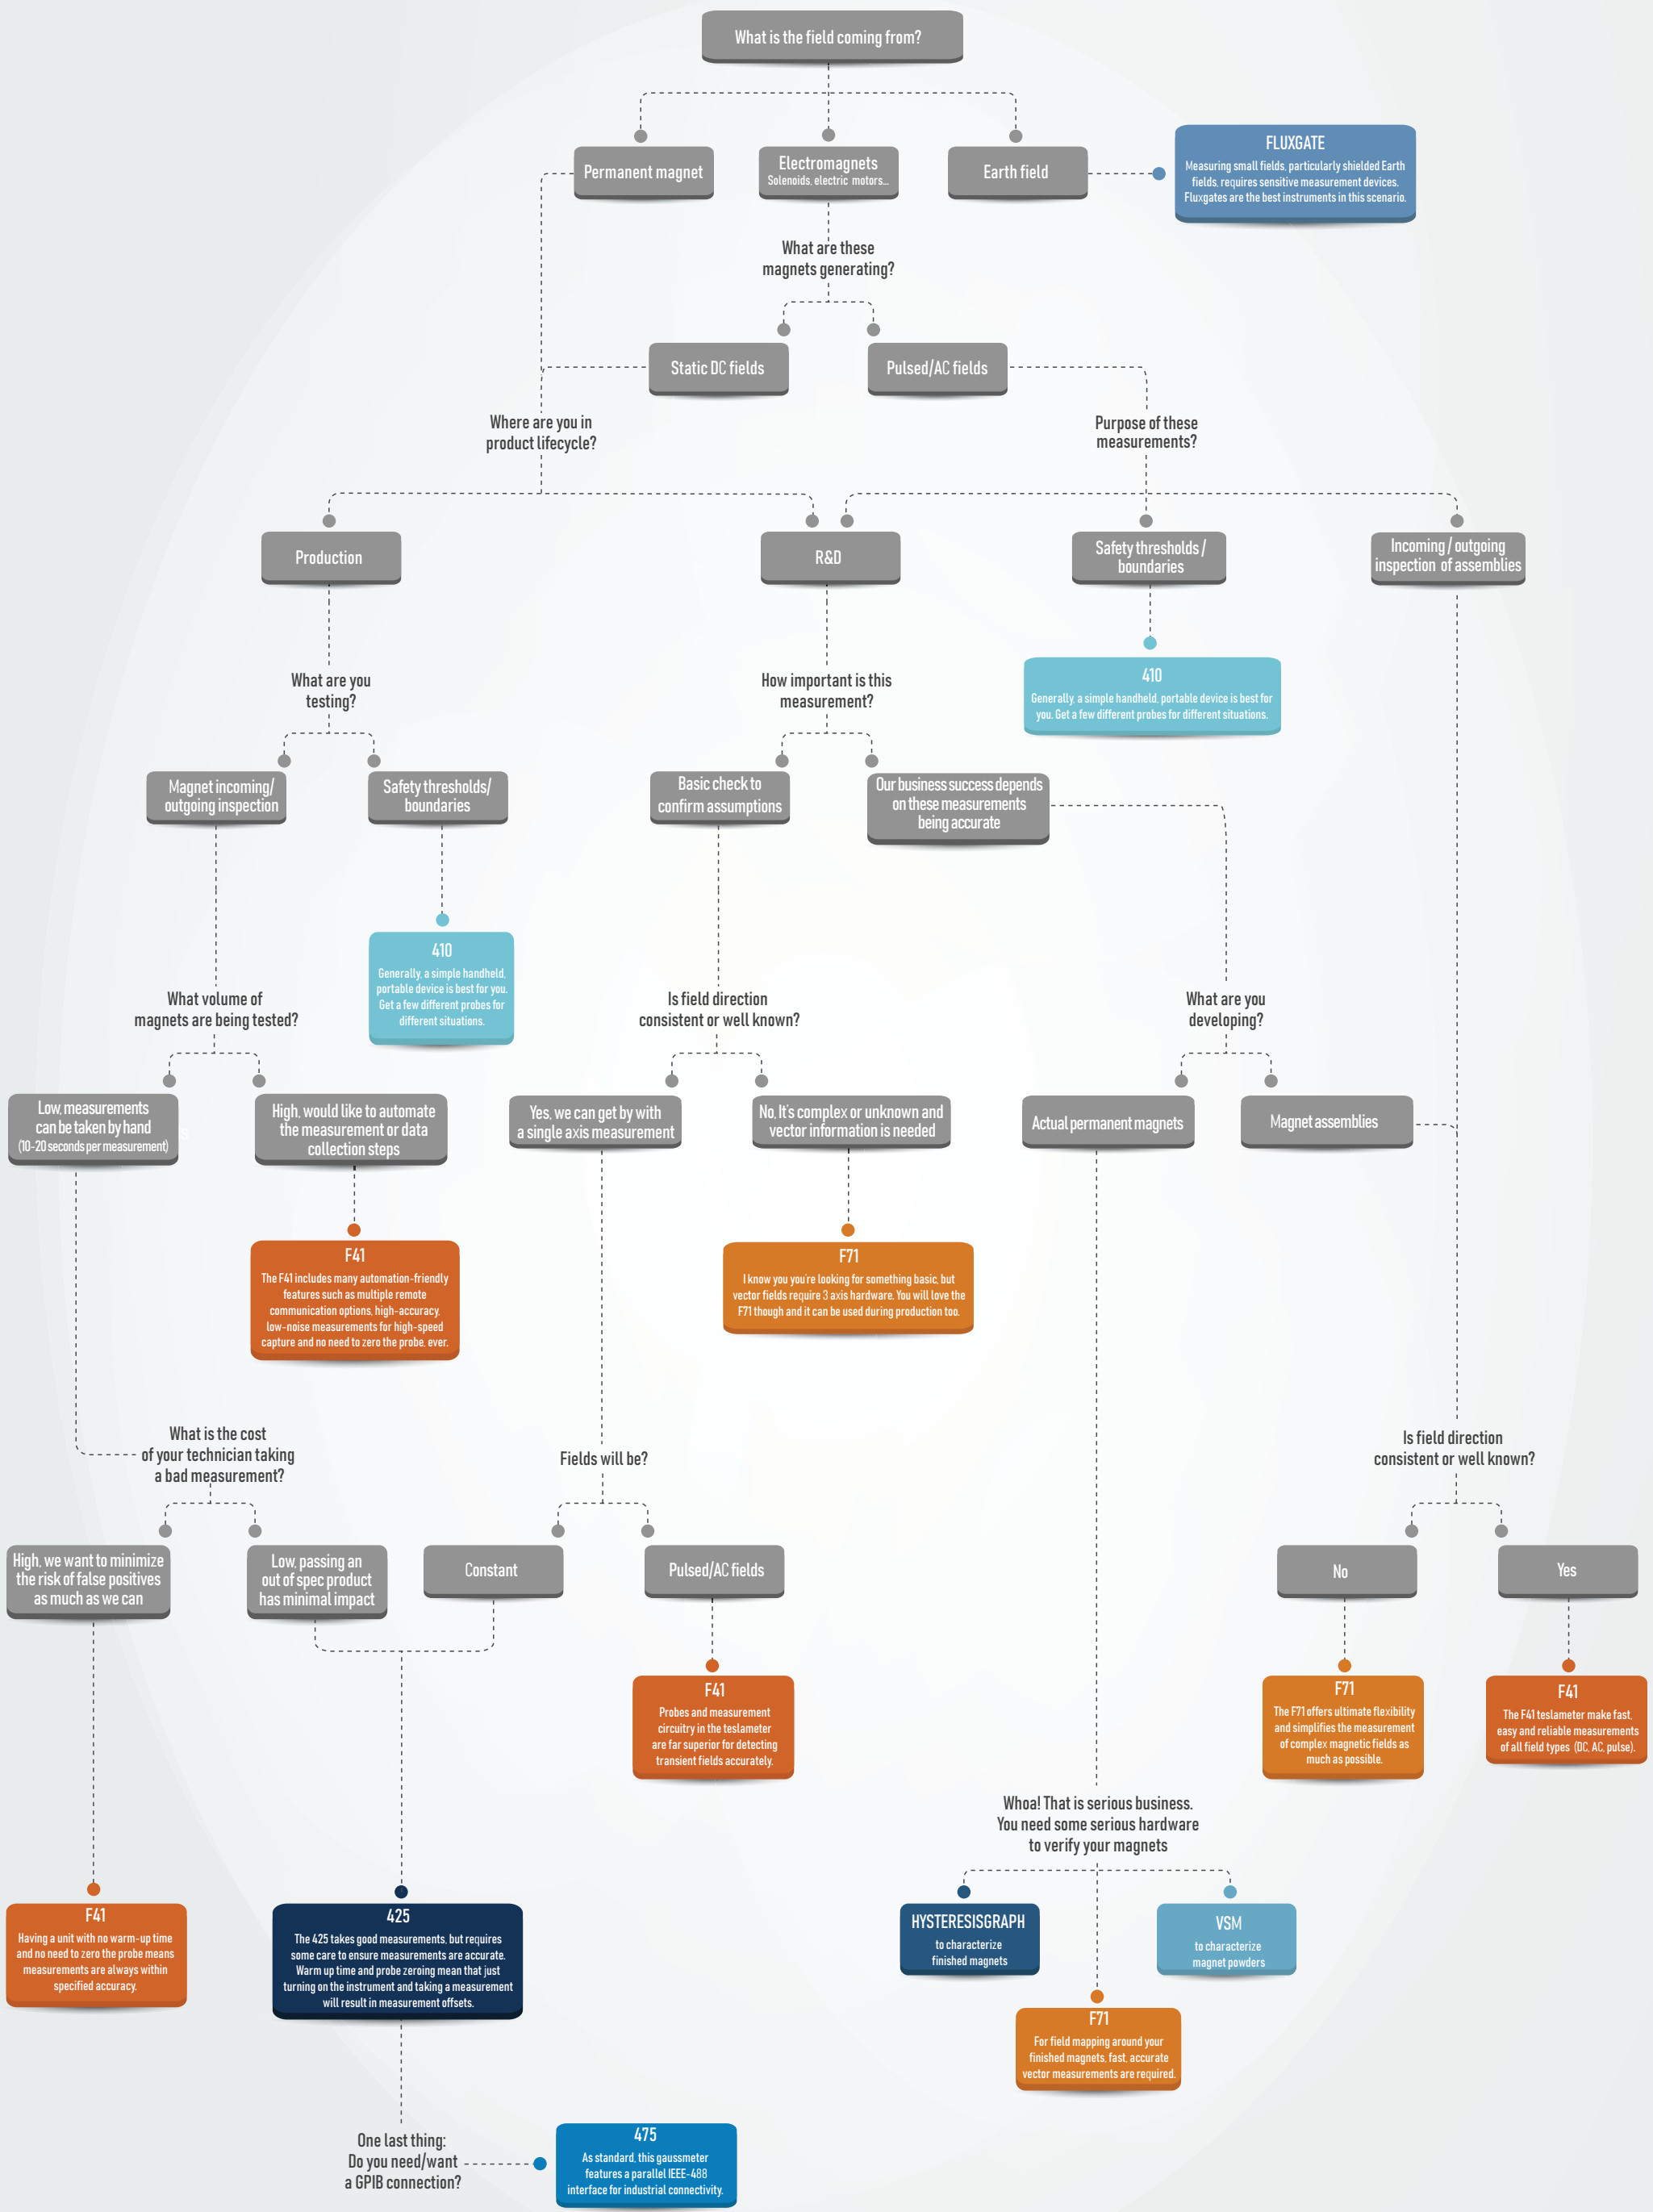 What is the field coming from?
Permanent magnet
Electromagnets
Solenoids, electric motors...
Earth field
FLUXGATE
Measuring small fields, particularly shielded Earth
fields, requires sensitive measurement devices.
Fluxgates are the best instruments in this scenario.
What are these
magnets generating?
Static DC fields
Pulsed/AC fields
Where are you in
product lifecycle?
Purpose of these
measurements?
Production
R&D
Safety thresholds /
boundaries
Incoming / outgoing
inspection of assemblies
410
Generally, a simple handheld, portable device is best for
you. Get a few different probes for different situations.
What are you
testing?
How important is this
measurement?
Magnet incoming/
outgoing inspection
Safety thresholds/
boundaries
Basic check to
confirm assumptions
Our business success depends
on these measurements
being accurate
410
Generally, a simple handheld,
portable device is best for you.
Get a few different probes for
different situations.
What volume of
magnets are being tested?
Is field direction
consistent or well known?
What are you
developing?
Low, measurements
can be taken by hand
(10-20 seconds per measurement)
s
High, would like to automate
the measurement or data
collection steps
Yes, we can get by with
a single axis measurement
No, It's complex or unknown and
vector information is needed
Actual permanent magnets
Magnet assemblies
F41
The F41 includes many automation-friendly
features such as multiple remote
communication options, high-accuracy,
low-noise measurements for high-speed
capture and no need to zero the probe, ever.
F71
I know you you're looking for something basic, but
vector fields require 3 axis hardware. You will love the
F71 though and it can be used during production too.
What is the cost
of your technician taking
a bad measurement?
Fields will be?
Is field direction
consistent or well known?
High, we want to minimize
the risk of false positives
as much as we can
Low, passing an
out of spec product
has minimal impact
Constant
Pulsed/AC fields
No
Yes
F41
Probes and measurement
circuitry in the teslameter
are far superior for detecting
transient fields accurately.
F71
The F71 offers ultimate flexibility
and simplifies the measurement
of complex magnetic fields as
much as possible.
F41
The F41 teslameter make fast,
easy and reliable measurements
of all field types (DC, AC, pulse).
Whoa! That is serious business.
You need some serious hardware
to verify your magnets
F41
Having a unit with no warm-up time
and no need to zero the probe means
measurements are always within
specified accuracy.
425
The 425 takes good measurements, but requires
some care to ensure measurements are accurate.
Warm up time and probe zeroing mean that just
turning on the instrument and taking a measurement
will result in measurement offsets.
HYSTERESISGRAPH
to characterize
finished magnets
VSM
to characterize
magnet powders
F71
For field mapping around your
finished magnets, fast, accurate
vector measurements are required.
One last thing:
Do you need/want
a GPIB connection?
475
As standard, this gaussmeter
features a parallel IEEE-488
interface for industrial connectivity.